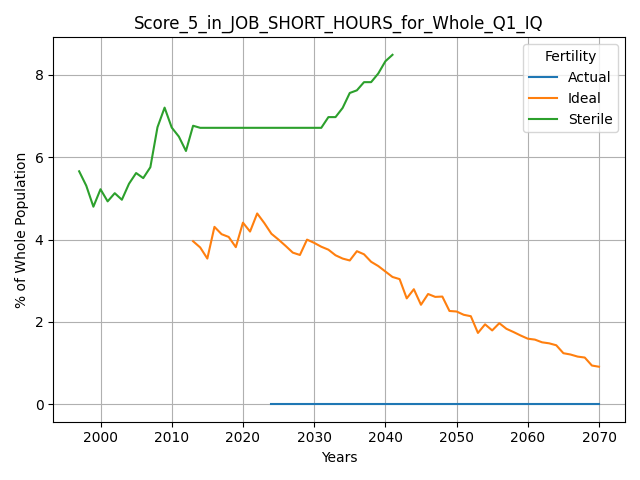 Score_5_in_JOB_SHORT_HOURS_for_Whole_Q1_IQ
% of Whole Population
8
6
4
2
0
Fertility
Actual
Ideal
Sterile
2000 2010 2020 2030 2040 2050 2060 2070
Years